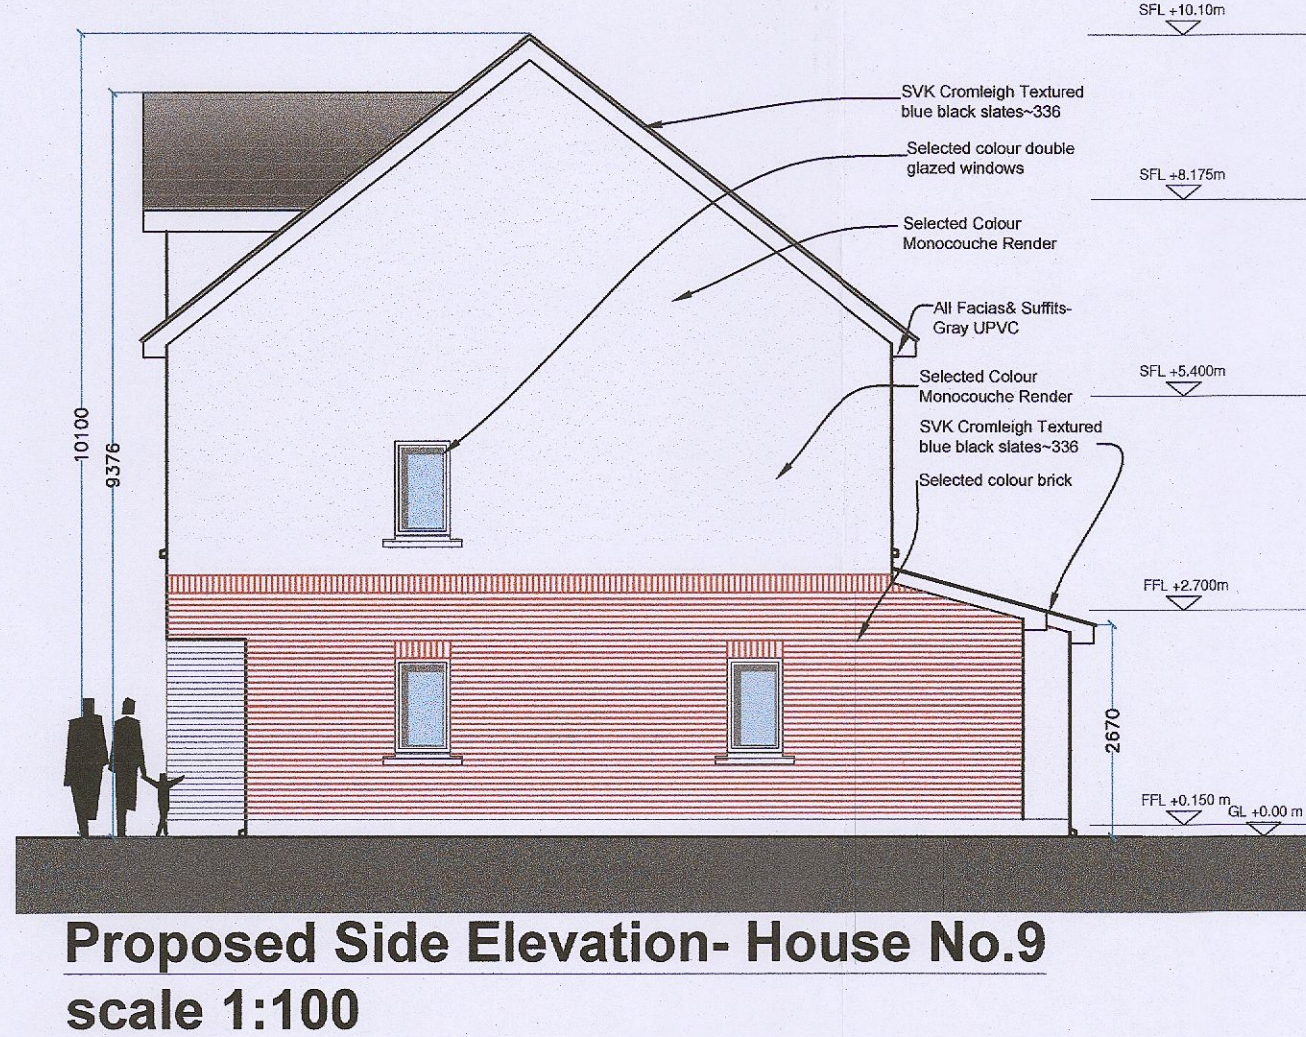 SFL +10.10m
SVK Cromleigh Textured
blue black slates~336
Selected colour double
glazed windows
SFL +8.175m
Selected Colour
Monocouche Render
All Facias& Suffits-
Gray UPVC
SFL +5.400m
Selected Colour
Monocouche Render
SVK Cromleigh Textured
blue black slates~336
Selected colour brick
10100
9376
FFL +2.700m
2670
FFL +0.150 m
GL +0.00 m
Proposed Side Elevation- House No.9
scale 1:100